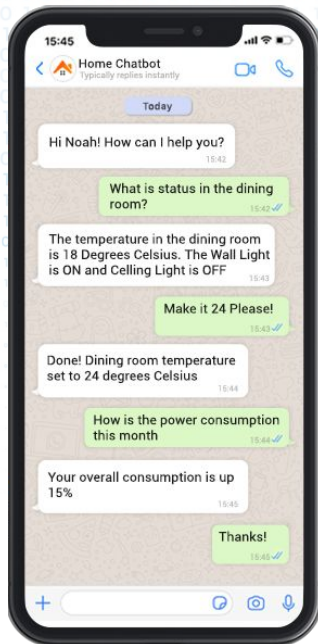 15:45
Home Chatbot
Typically replies instantly
Today
Hi Noah! How can I help you?
15:42
What is status in the dining
room?
15:42
The temperature in the dining room
is 18 Degrees Celsius. The Wall Light
is ON and Celling Light is OFF
15:43
Make it 24 Please!
15:43
Done! Dining room temperature
set to 24 degrees Celsius
15:44
How is the power consumption
this month
15:44
Your overall consumption is up
15%
15:45
Thanks!
15:45